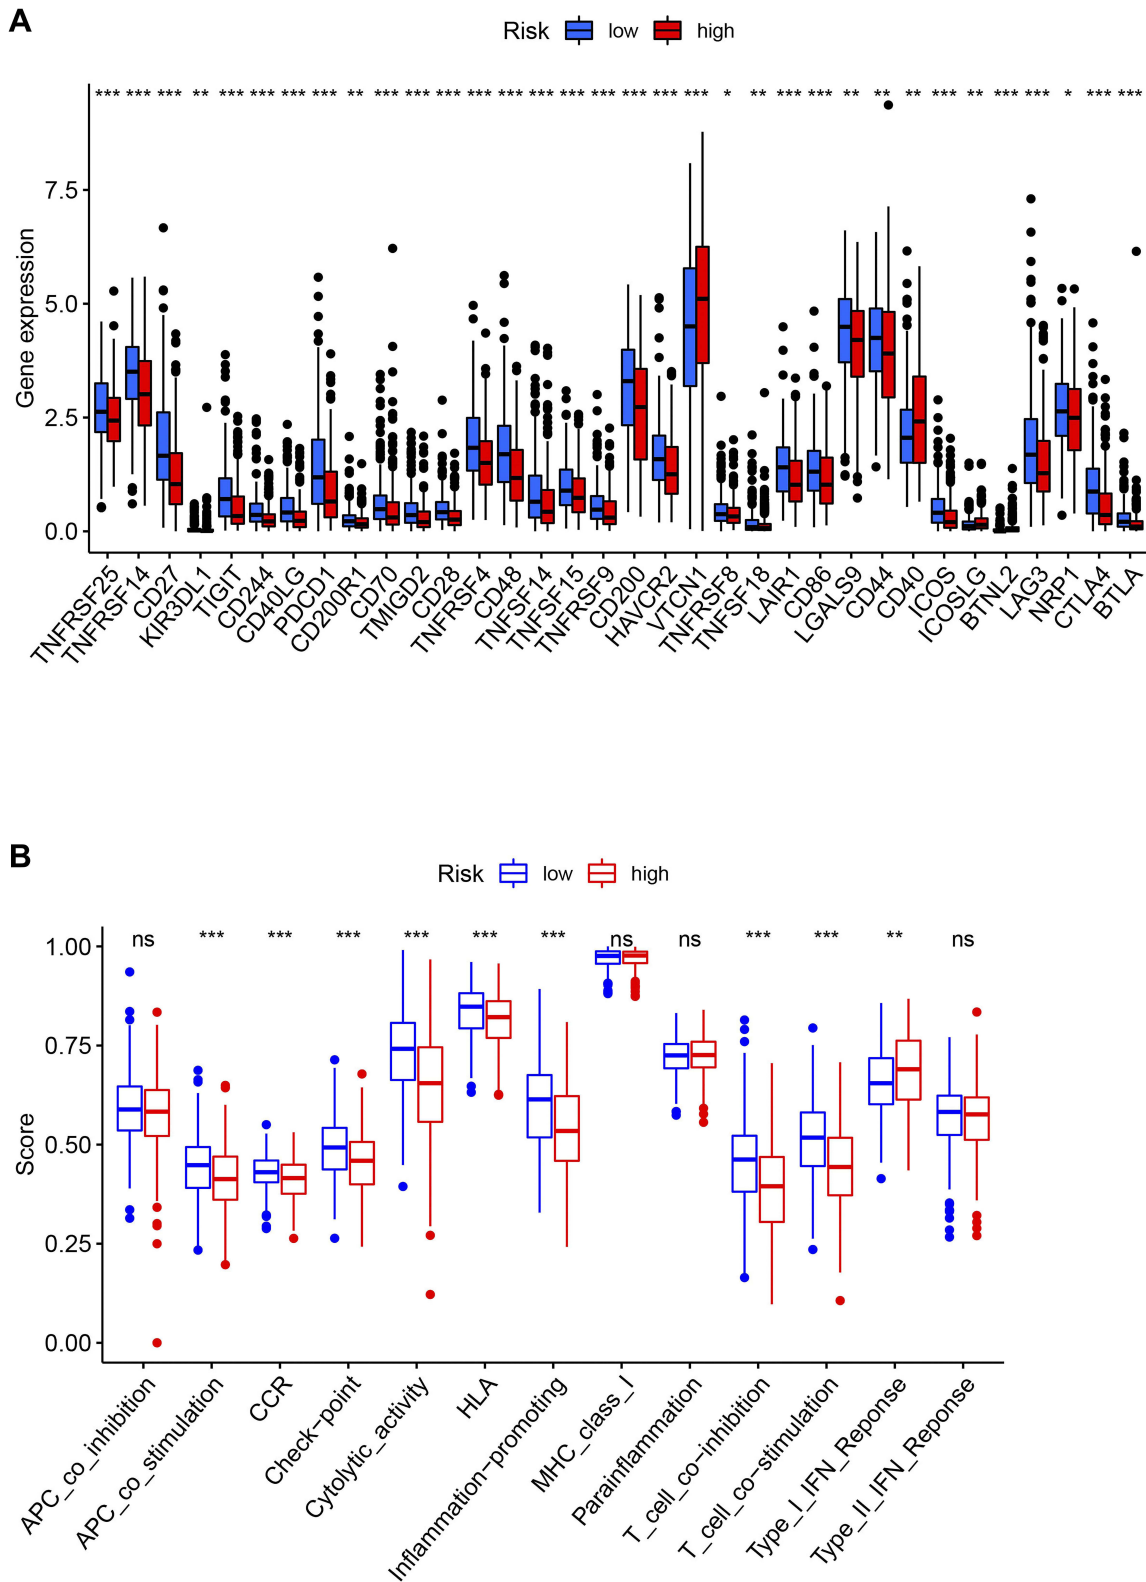 A
Risk low high
*** *** *** ** *** *** *** *** ** *** *** *** *** *** *** *** *** *** *** *** * ** *** *** ** ** ** *** ** *** *** * *** ***
Gene expression
7.5
5.0
2.5
0.0
TNFRSF25
TNFRSF14
CD27
KIR3DL1
TIGIT
CD244
CD40LG
PDCD1
CD200R1
CD70
TMIGD2
CD28
TNFRSF4
CD48
TNFSF14
TNFSF15
TNFRSF9
CD200
HAVCR2
VTCN1
TNFRSF8
TNFSF18
LAIR1
CD86
LGALS9
CD44
CD40
ICOS
ICOSLG
BTNL2
LAG3
NRP1
CTLA4
BTLA
B
Risk low high
ns *** *** *** *** *** *** ns ns *** *** ** ns
Score
1.00
0.75
0.50
0.25
0.00
APC_co_inhibition
APC_co_stimulation
CCR
Check−point
Cytolytic_activity
HLA
Inflammation−promoting
MHC_class_I
Parainflammation
T_cell_co−inhibition
T_cell_co−stimulation
Type_I_IFN_Reponse
Type_II_IFN_Reponse